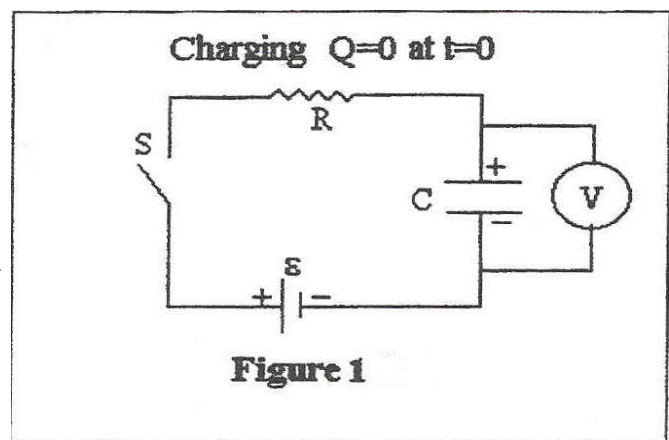 Charging Q=0 at t=0
R
S
+
C
V
−
ε
+ −
Figure 1